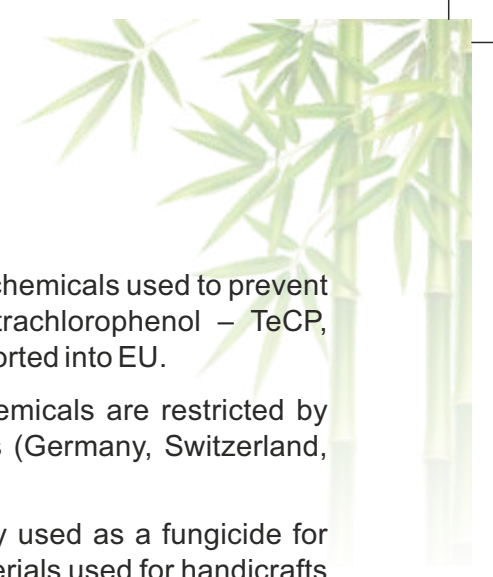 chemicals used to prevent
trachlorophenol – TeCP,
orted into EU.
emicals are restricted by
s (Germany, Switzerland,
y used as a fungicide for
erials used for handicrafts